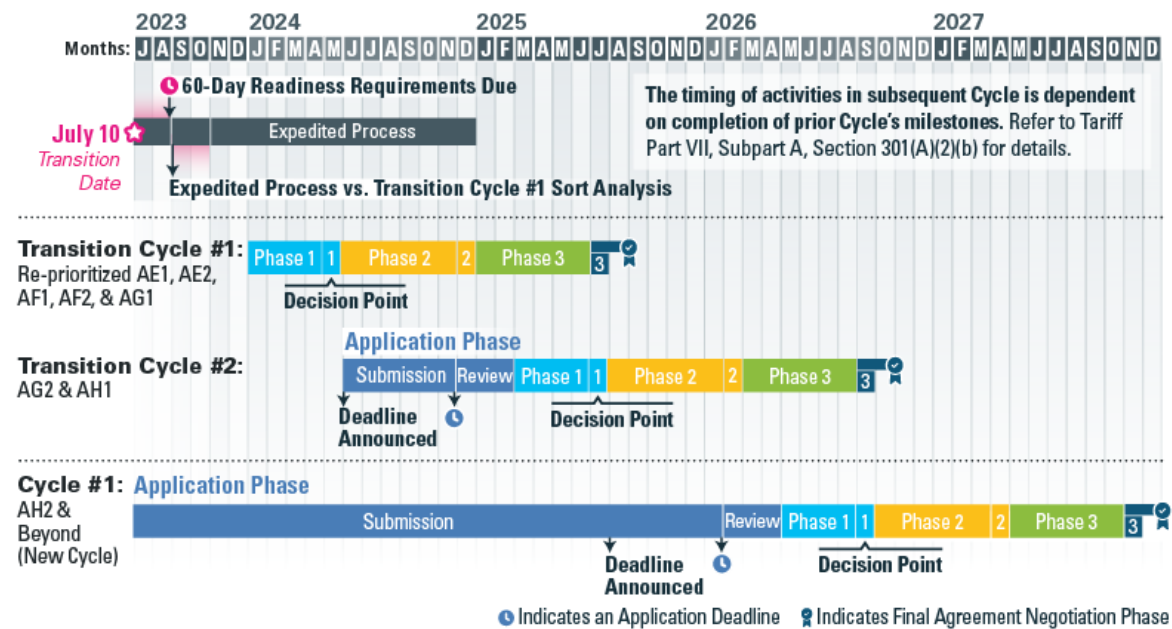 2023 2024 2025 2026 2027
Months: J A S O N D J F M A M J J A S O N D J F M A M J J A S O N D J F M A M J J A S O N D J F M A M J J A S O N D
60-Day Readiness Requirements Due
July 10 Expedited Process
Transition
Date
Expedited Process vs. Transition Cycle #1 Sort Analysis
The timing of activities in subsequent Cycle is dependent
on completion of prior Cycle's milestones. Refer to Tariff
Part VII, Subpart A, Section 301(A)(2)(b) for details.
Transition Cycle #1:
Re-prioritized AE1, AE2,
AF1, AF2, & AG1
Phase 1 1 Phase 2 2 Phase 3 3
Decision Point
Application Phase
Transition Cycle #2:
AG2 & AH1
Submission Review Phase 1 1 Phase 2 2 Phase 3 3
Deadline
Announced
Decision Point
Cycle #1: Application Phase
AH2 &
Beyond
(New Cycle)
Submission Review Phase 1 1 Phase 2 2 Phase 3 3
Deadline
Announced
Decision Point
Indicates an Application Deadline Indicates Final Agreement Negotiation Phase